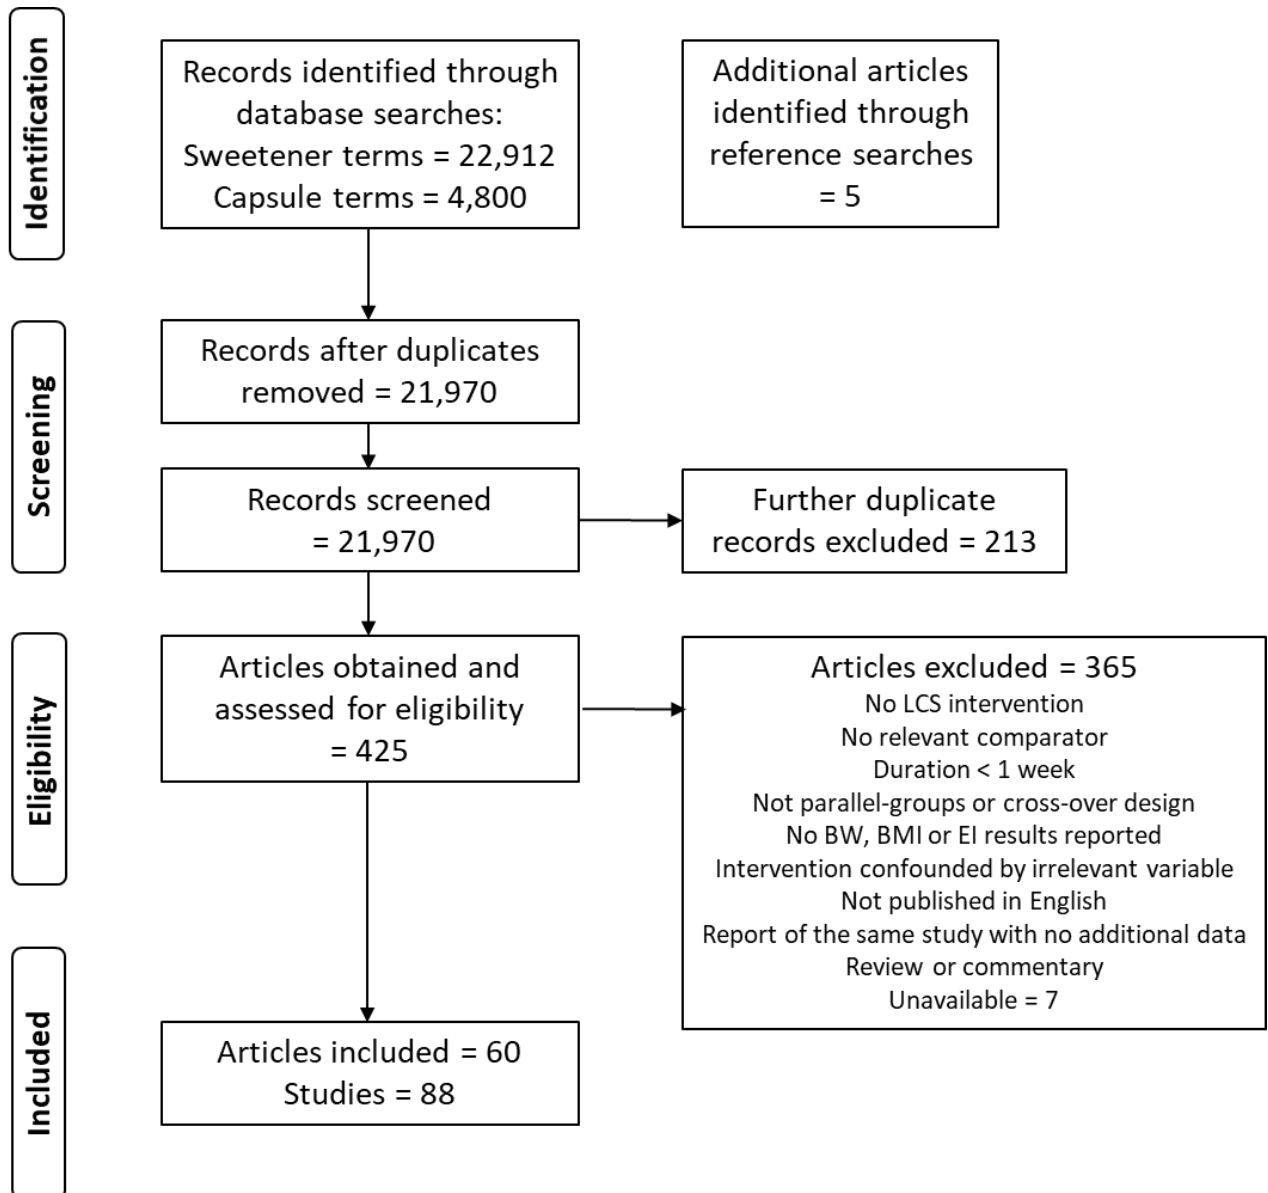 Identification
Records identified through
database searches:
Sweetener terms = 22,912
Capsule terms = 4,800
Additional articles
identified through
reference searches
= 5
Screening
Records after duplicates
removed = 21,970
Records screened
= 21,970
Further duplicate
records excluded = 213
Eligibility
Articles obtained and
assessed for eligibility
= 425
Articles excluded = 365
No LCS intervention
No relevant comparator
Duration < 1 week
Not parallel-groups or cross-over design
No BW, BMI or EI results reported
Intervention confounded by irrelevant variable
Not published in English
Report of the same study with no additional data
Review or commentary
Unavailable = 7
Included
Articles included = 60
Studies = 88